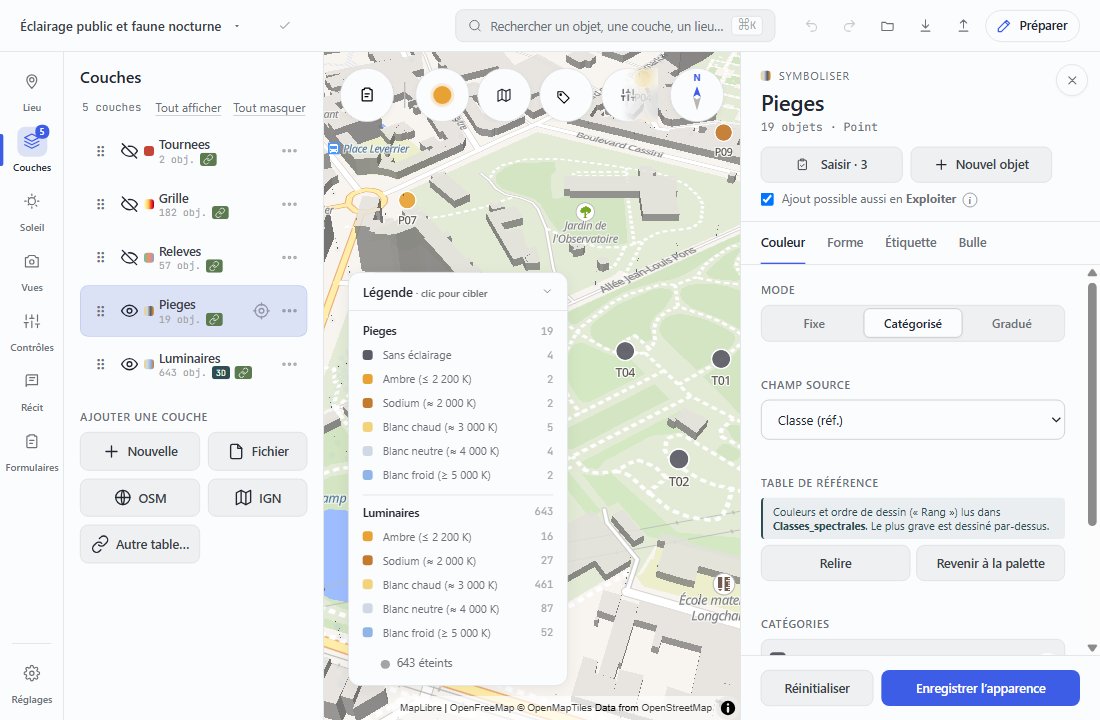 Éclairage public et faune nocturne
Rechercher un objet, une couche, un lieu...
⌘K
Préparer
Lieu
5
Couches
Soleil
Vues
Contrôles
Récit
Formulaires
Réglages
Couches
5 couches
Tout afficher
Tout masquer
Tournees
2 obj.
Grille
182 obj.
Releves
57 obj.
Pieges
19 obj.
Luminaires
643 obj.
3D
AJOUTER UNE COUCHE
Nouvelle
Fichier
OSM
IGN
Autre table...
N
Place Leverrier
Boulevard Cassini
P09
P07
Jardin de
l'Observatoire
Allée Jean-Louis Pons
T04
T01
T02
École mater
Longchar
Légende · clic pour cibler
Pieges 19
Sans éclairage 4
Ambre (≤ 2 200 K) 2
Sodium (≈ 2 000 K) 2
Blanc chaud (≈ 3 000 K) 5
Blanc neutre (≈ 4 000 K) 4
Blanc froid (≥ 5 000 K) 2
Luminaires 643
Ambre (≤ 2 200 K) 16
Sodium (≈ 2 000 K) 27
Blanc chaud (≈ 3 000 K) 461
Blanc neutre (≈ 4 000 K) 87
Blanc froid (≥ 5 000 K) 52
643 éteints
MapLibre | OpenFreeMap © OpenMapTiles Data from OpenStreetMap
SYMBOLISER
Pieges
19 objets · Point
Saisir · 3
Nouvel objet
Ajout possible aussi en Exploiter
Couleur
Forme
Étiquette
Bulle
MODE
Fixe
Catégorisé
Gradué
CHAMP SOURCE
Classe (réf.)
TABLE DE RÉFÉRENCE
Couleurs et ordre de dessin (« Rang ») lus dans
Classes_spectrales. Le plus grave est dessiné par-dessus.
Relire
Revenir à la palette
CATÉGORIES
Réinitialiser
Enregistrer l'apparence